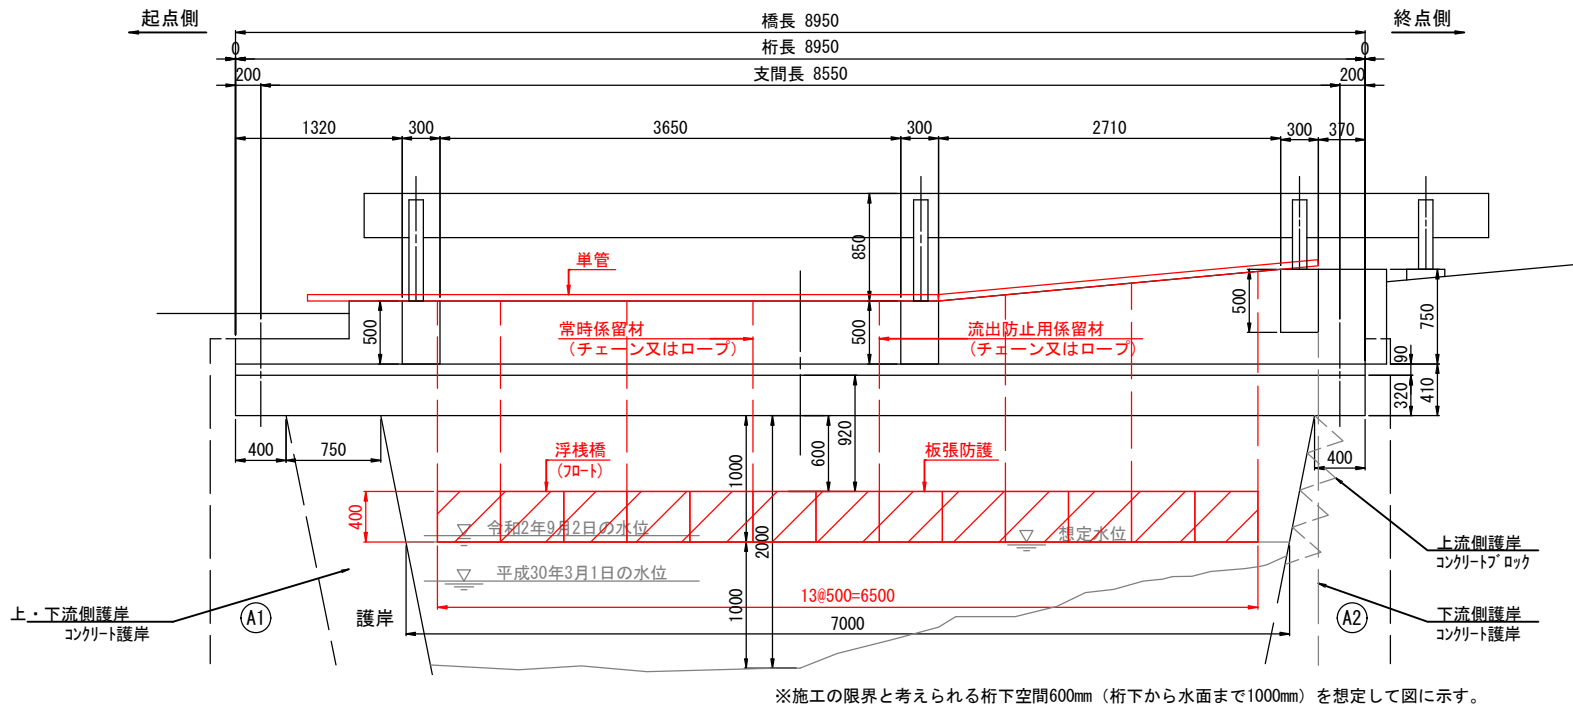 起点側
橋長 8950
終点側
0
桁長 8950
0
200
支間長 8550
200
1320
300
3650
300
2710
300
370
850
単管
500
常時係留材
（チェーン又はロープ）
500
流出防止用係留材
（チェーン又はロープ）
500
750
90
320
410
920
600
1000
2000
1000
400
750
浮桟橋
(フロート)
板張防護
400
400
令和2年9月2日の水位
想定水位
平成30年3月1日の水位
13@500=6500
7000
上・下流側護岸
コンクリート護岸
A1
護岸
A2
上流側護岸
コンクリートブロック
下流側護岸
コンクリート護岸
※施工の限界と考えられる桁下空間600mm（桁下から水面まで1000mm）を想定して図に示す。